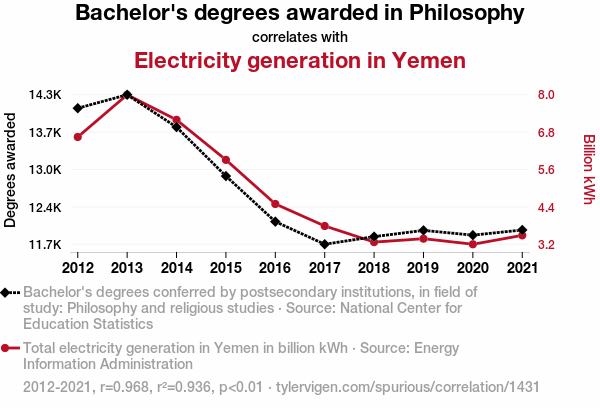 Bachelor's degrees awarded in Philosophy
correlates with
Electricity generation in Yemen
Degrees awarded
14.3K
13.7K
13.0K
12.4K
11.7K
8.0
6.8
5.6
4.4
3.2
Billion kWh
2012 2013 2014 2015 2016 2017 2018 2019 2020 2021
Bachelor's degrees conferred by postsecondary institutions, in field of
study: Philosophy and religious studies · Source: National Center for
Education Statistics
Total electricity generation in Yemen in billion kWh · Source: Energy
Information Administration
2012-2021, r=0.968, r²=0.936, p<0.01 · tylervigen.com/spurious/correlation/1431